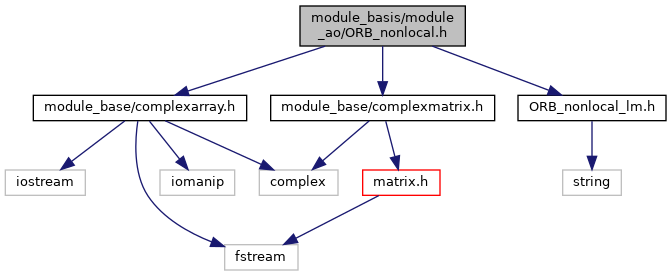 module_basis/module
_ao/ORB_nonlocal.h
module_base/complexarray.h
module_base/complexmatrix.h
ORB_nonlocal_lm.h
iostream
iomanip
complex
matrix.h
string
fstream